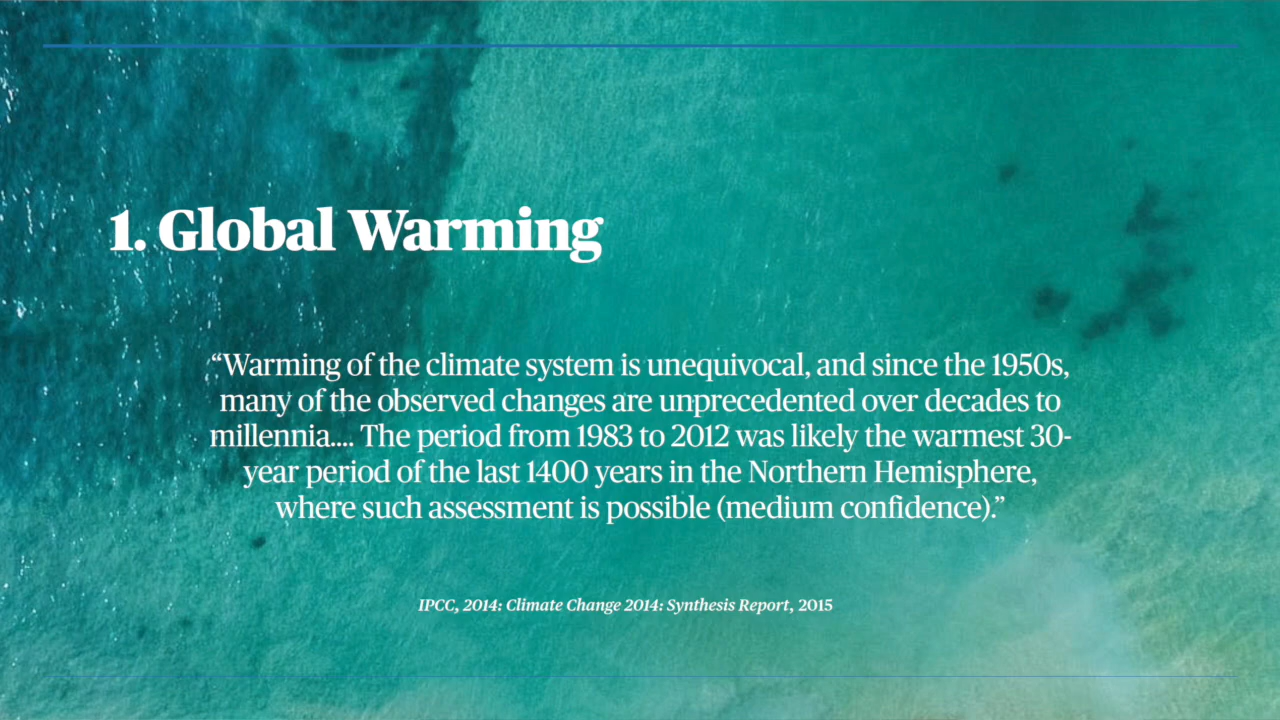 1. Global Warming
“Warming of the climate system is unequivocal, and since the 1950s,
many of the observed changes are unprecedented over decades to
millennia.... The period from 1983 to 2012 was likely the warmest 30-
year period of the last 1400 years in the Northern Hemisphere,
where such assessment is possible (medium confidence).”
IPCC, 2014: Climate Change 2014: Synthesis Report, 2015